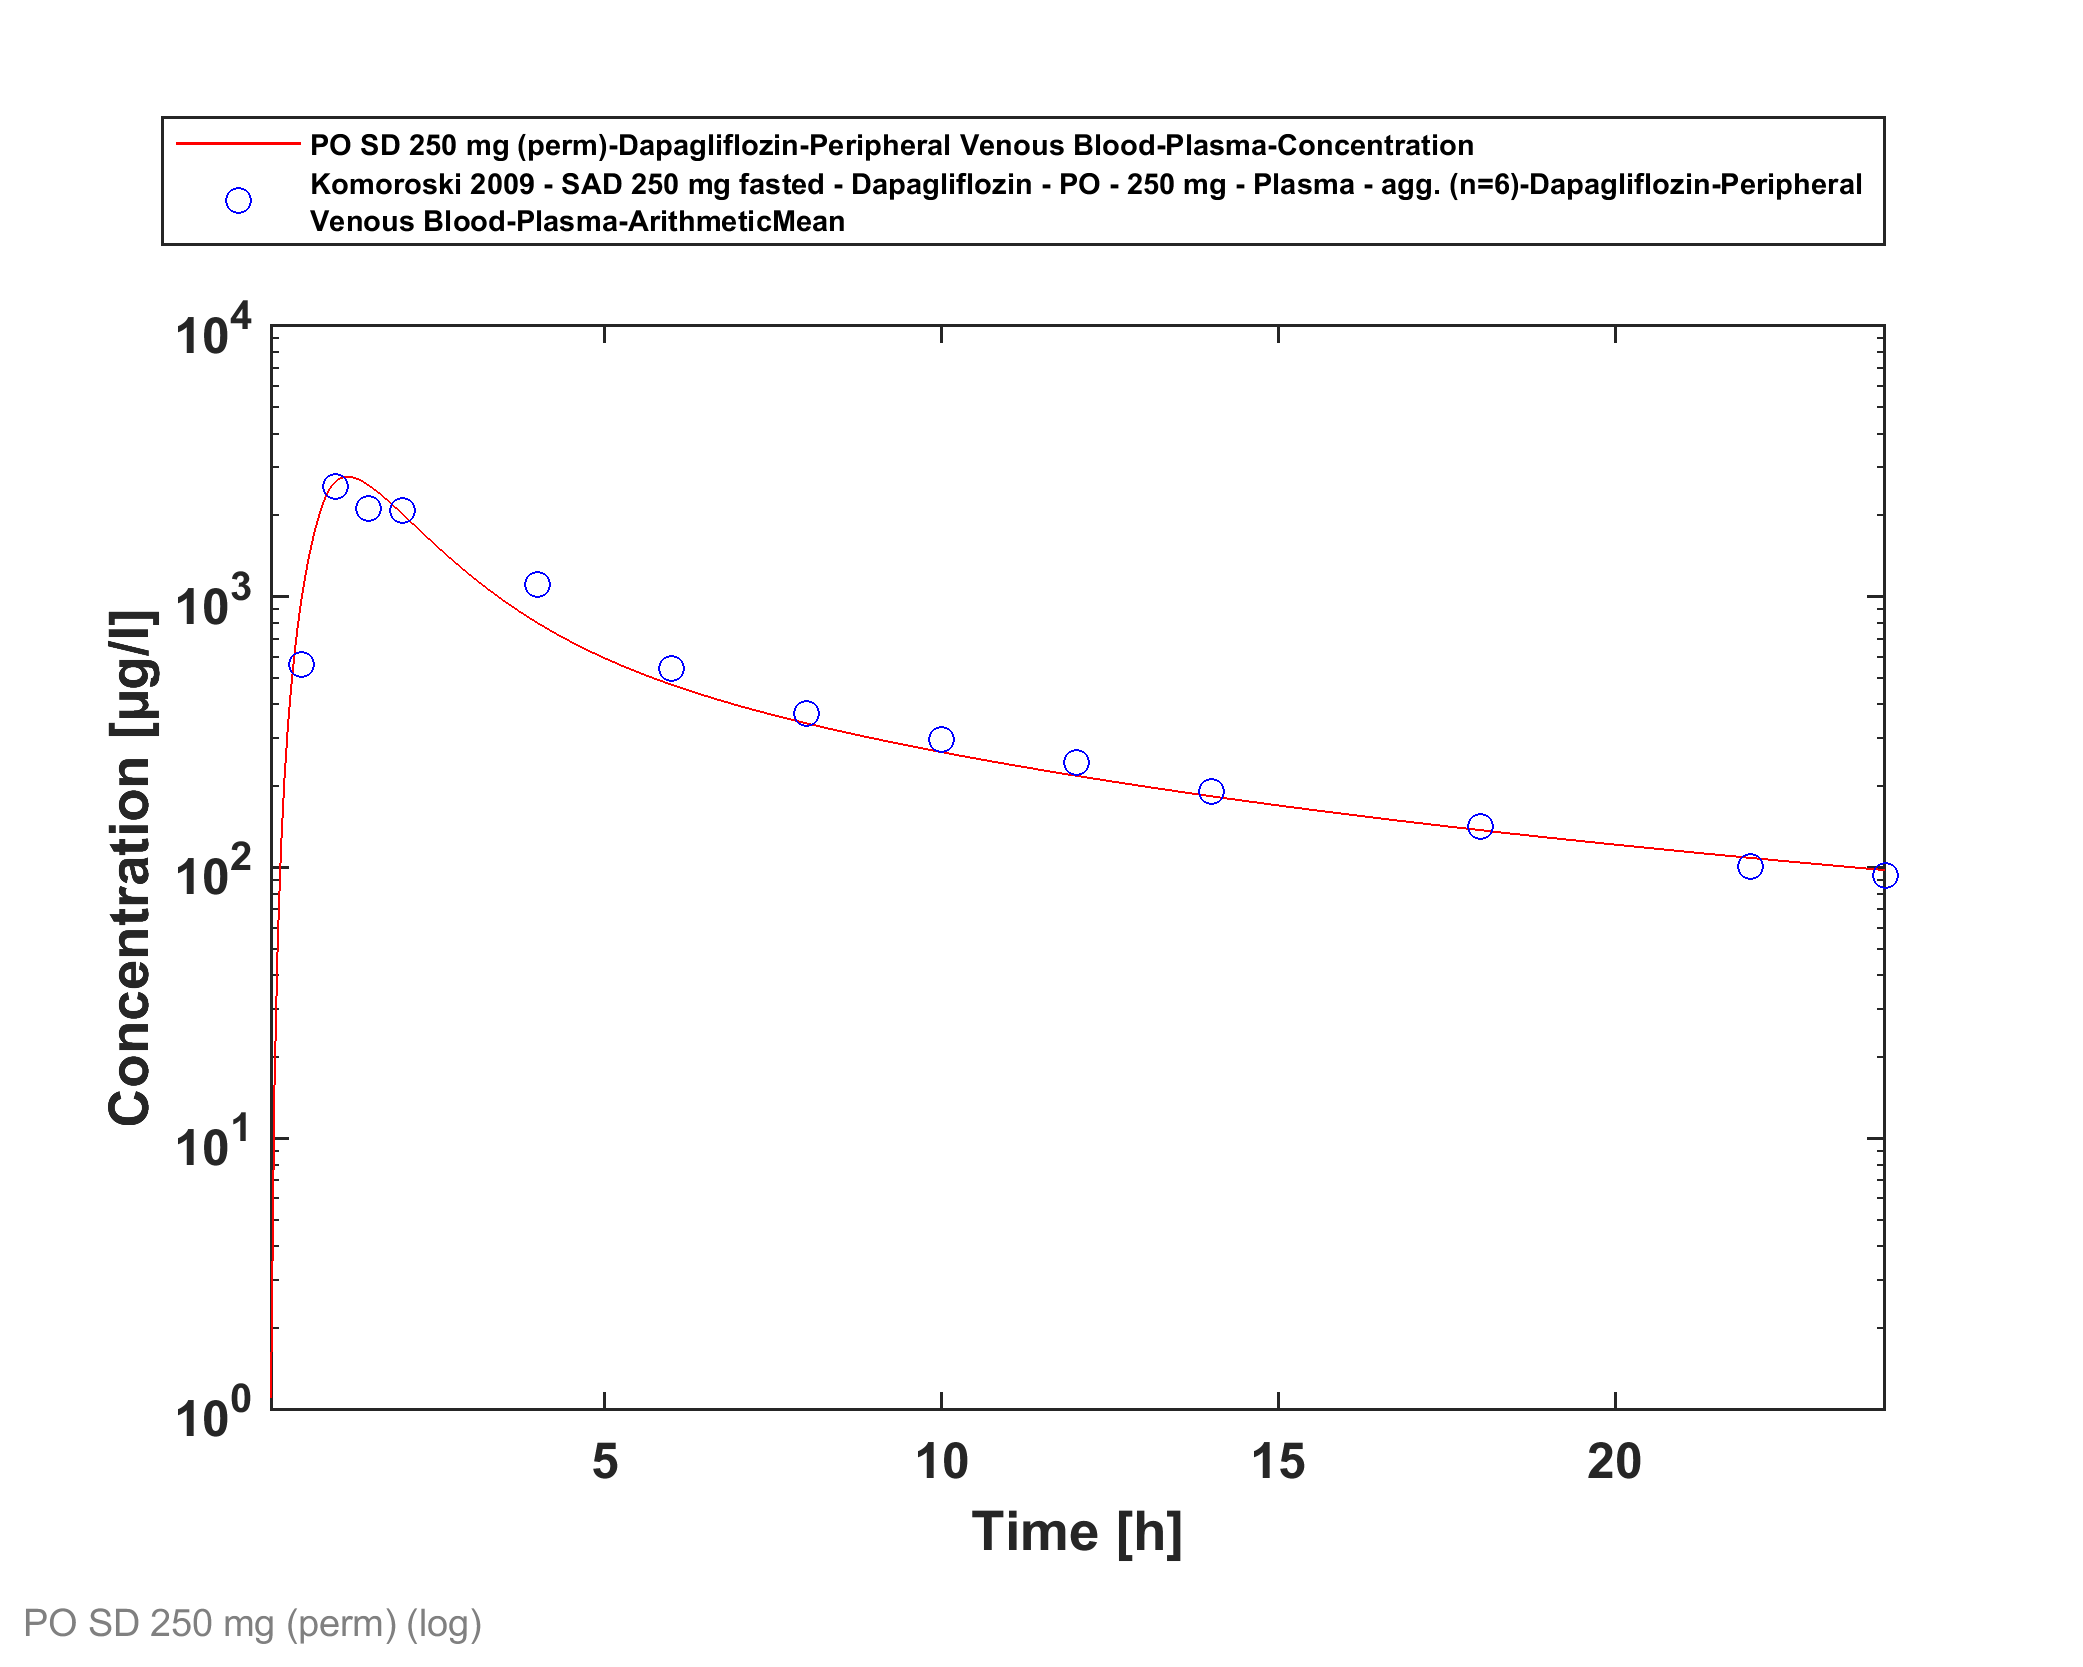 PO SD 250 mg (perm)-Dapagliflozin-Peripheral Venous Blood-Plasma-Concentration
Komoroski 2009 - SAD 250 mg fasted - Dapagliflozin - PO - 250 mg - Plasma - agg. (n=6)-Dapagliflozin-Peripheral
Venous Blood-Plasma-ArithmeticMean
10^4
10^3
10^2
10^1
10^0
Concentration [µg/l]
5 10 15 20
Time [h]
PO SD 250 mg (perm) (log)